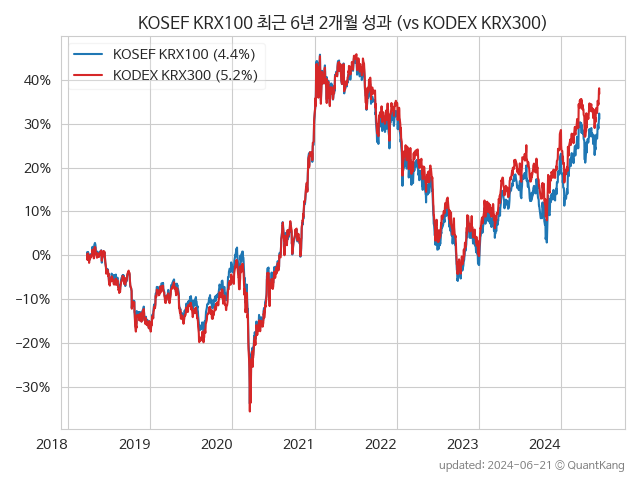 KOSEF KRX100 최근 6년 2개월 성과 (vs KODEX KRX300)
KOSEF KRX100 (4.4%)
KODEX KRX300 (5.2%)
40%
30%
20%
10%
0%
−10%
−20%
−30%
2018 2019 2020 2021 2022 2023 2024
updated: 2024-06-21 © QuantKang